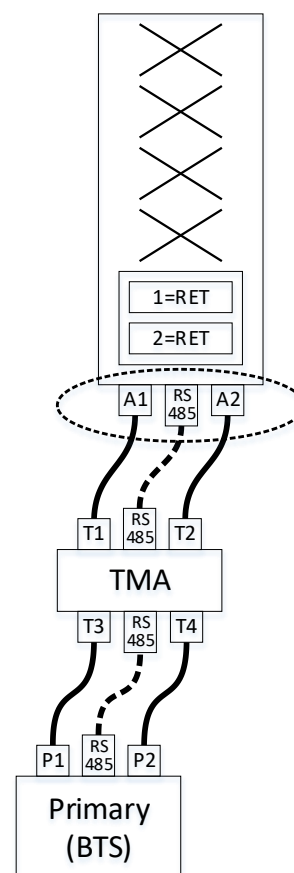 1=RET
2=RET
A1 RS 485 A2
T1 RS 485 T2
TMA
T3 RS 485 T4
P1 RS 485 P2
Primary
(BTS)